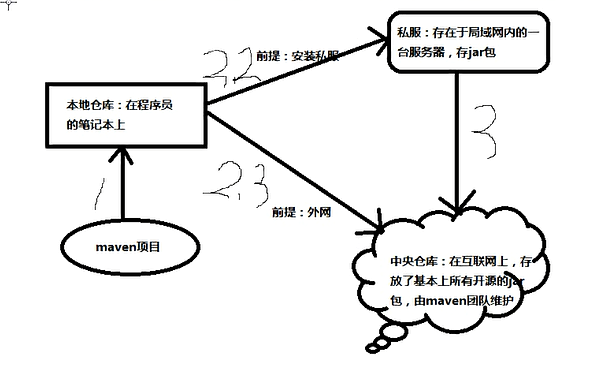 私服：存在于局域网内的一
台服务器，存jar包
前提：安装私服
2.2
本地仓库：在程序员
的笔记本上
3
1
2.3
前提：外网
maven项目
中央仓库：在互联网上，存
放了基本上所有开源的jar
包，由maven团队维护